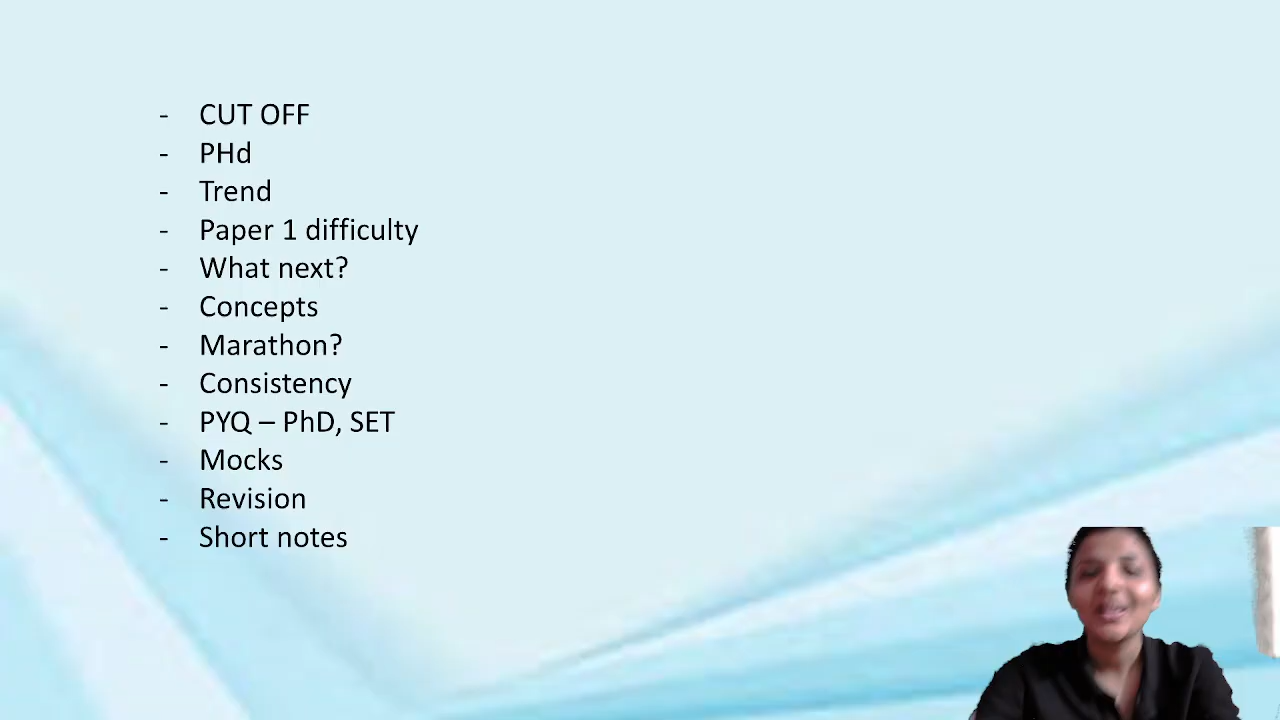 - CUT OFF
- PHd
- Trend
- Paper 1 difficulty
- What next?
- Concepts
- Marathon?
- Consistency
- PYQ – PhD, SET
- Mocks
- Revision
- Short notes